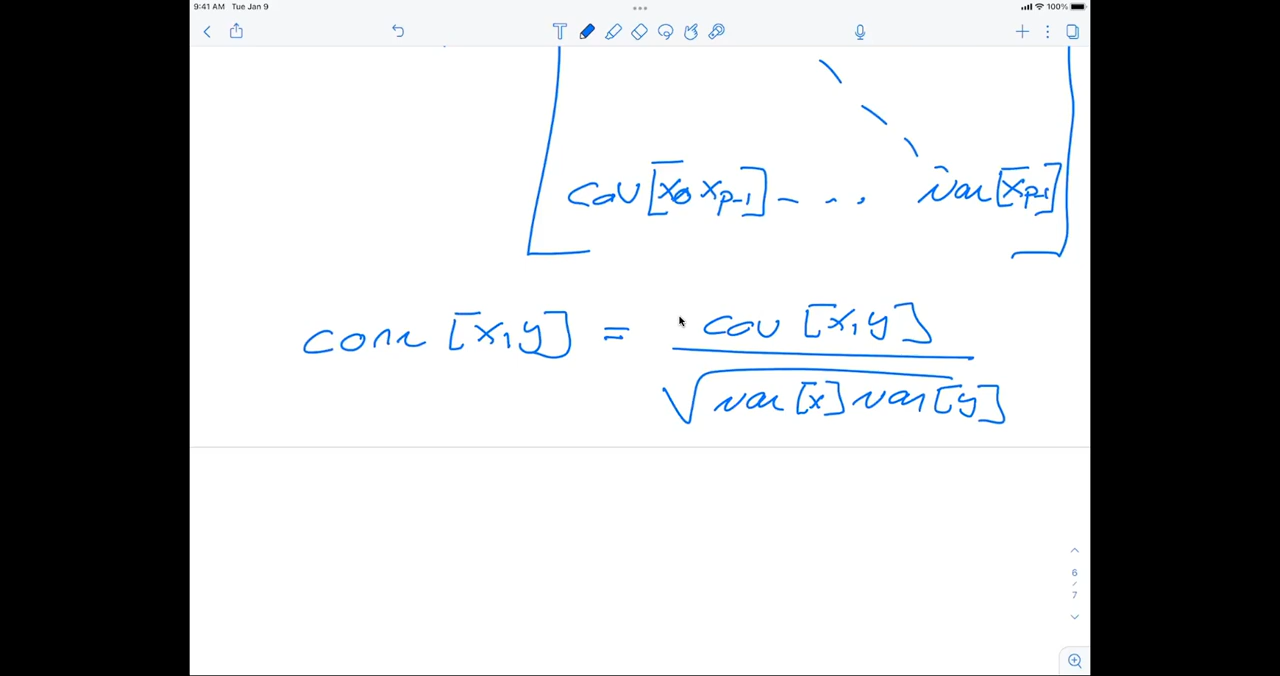 9:41 AM Tue Jan 9 100%
T
cov[x0 xp-1] - . . . var[xp-1]
corr [x,y] = cov [x,y]
√var[x] var[y]
6
/
7